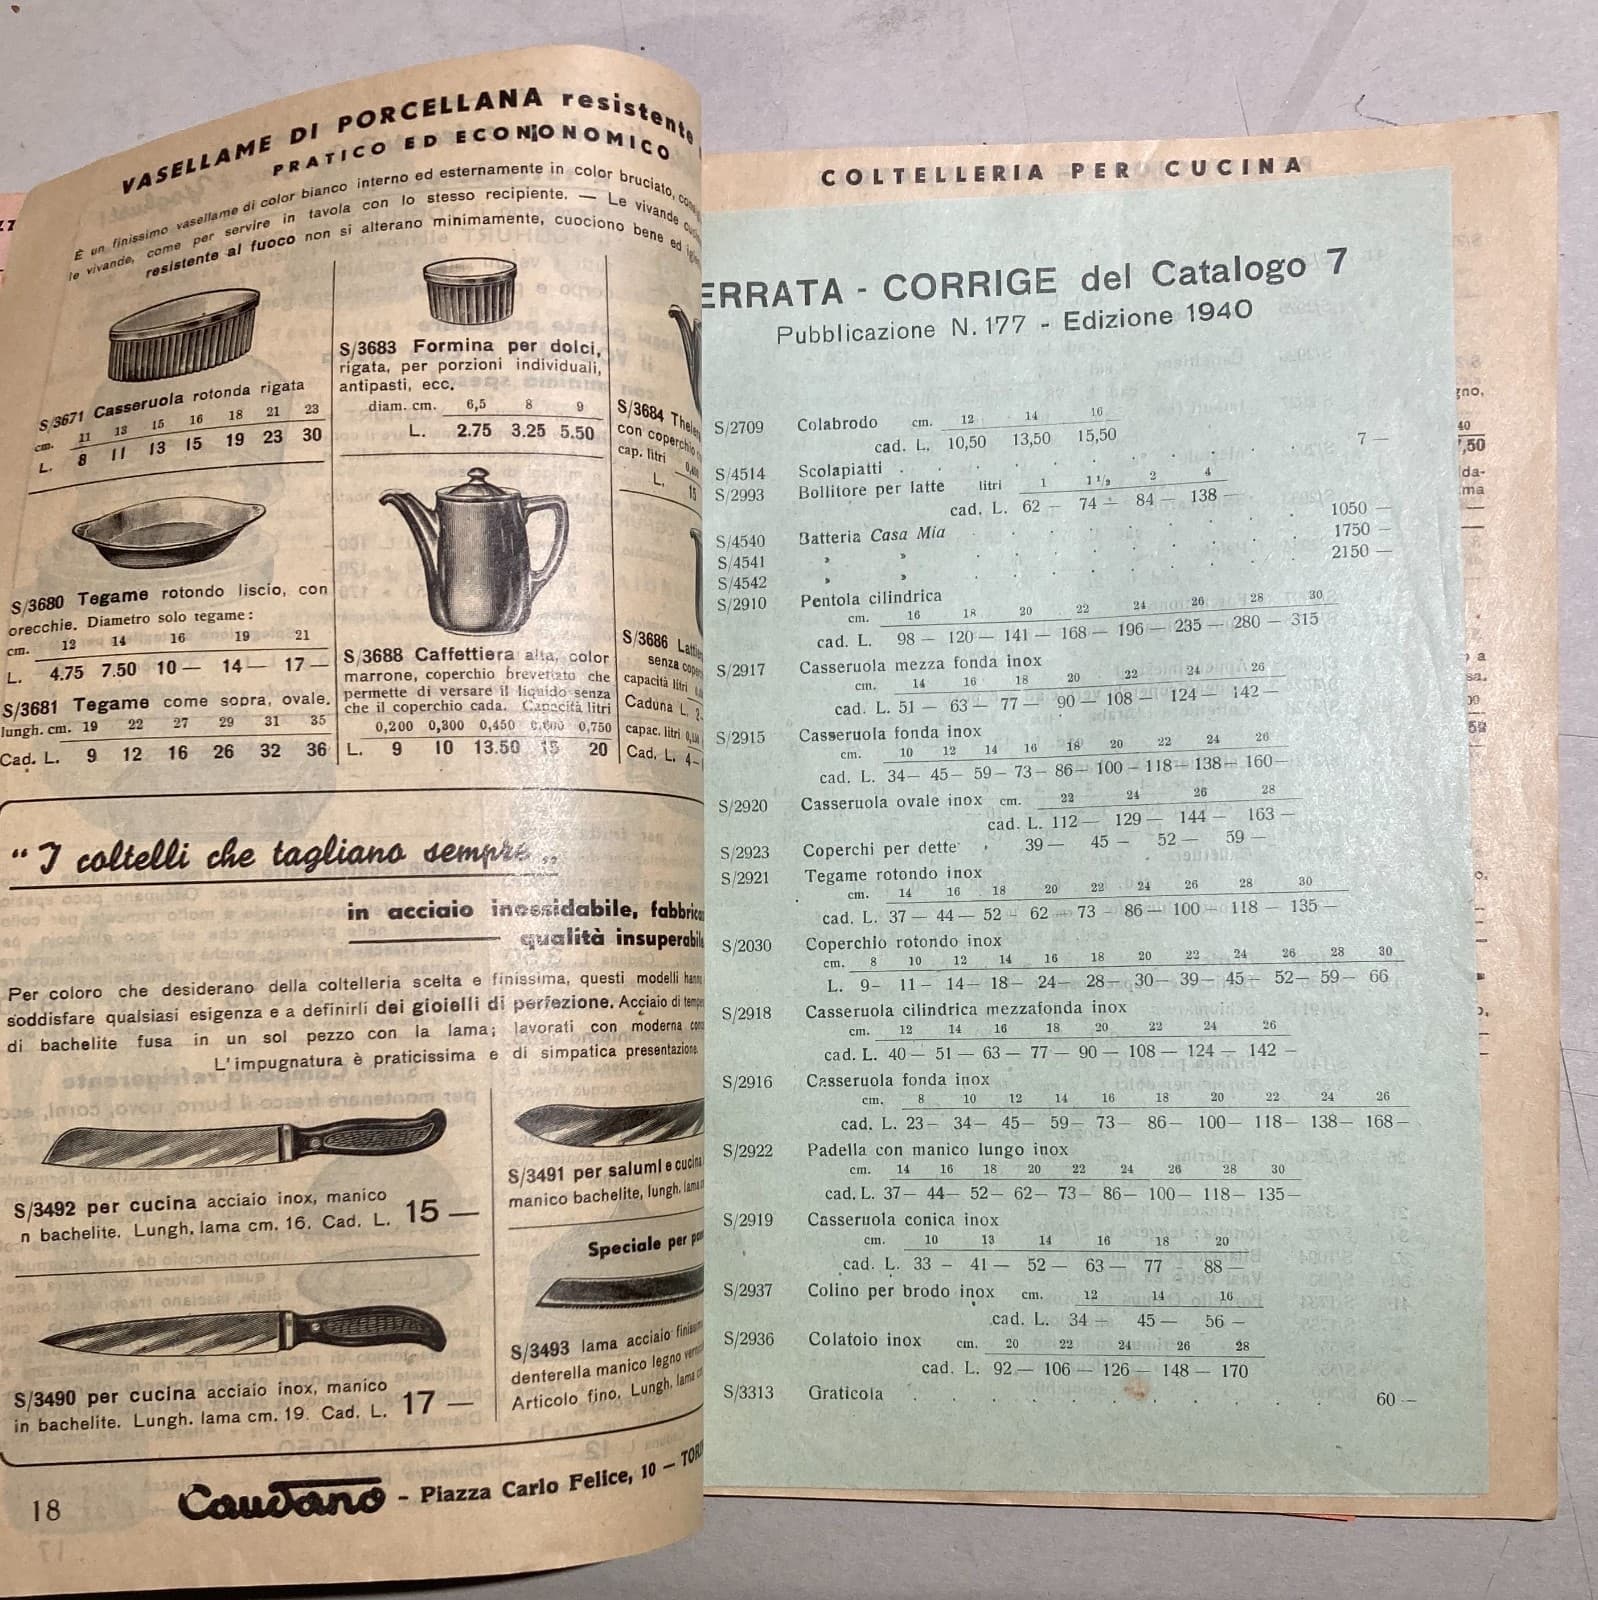 VASELLAME DI PORCELLANA resistente
PRATICO ED ECONIONOMICO
È un finissimo vasellame di color bianco interno ed esternamente in color bruciato,
le vivande, come per servire in tavola con lo stesso recipiente. — Le vivande
resistente al fuoco non si alterano minimamente, cuociono bene ed
S/3671 Casseruola rotonda rigata
cm. 11 13 15 16 18 21 23
L. 8 11 13 15 19 23 30
S/3683 Formina per dolci,
rigata, per porzioni individuali,
antipasti, ecc.
diam. cm. 6,5 8 9
L. 2.75 3.25 5.50
S/3684
con coperchio
cap. litri
L. 15
S/3680 Tegame rotondo liscio, con
orecchie. Diametro solo tegame:
cm. 12 14 16 19 21
L. 4.75 7.50 10 — 14 — 17 —
S/3681 Tegame come sopra, ovale.
lungh. cm. 19 22 27 29 31 35
Cad. L. 9 12 16 26 32 36
S/3688 Caffettiera alta, color
marrone, coperchio brevettato che
permette di versare il liquido senza
che il coperchio cada. Capacità litri
0,200 0,300 0,450 0,600 0,750
L. 9 10 13.50 15 20
S/3686
senza
capacità litri
Caduna L.
capac. litri
Cad. L. 4 —
“I coltelli che tagliano sempre„
in acciaio inossidabile,
qualità insuperabile
Per coloro che desiderano della coltelleria scelta e finissima, questi modelli
soddisfare qualsiasi esigenza e a definirli dei gioielli di perfezione. Acciaio di
di bachelite fusa in un sol pezzo con la lama; lavorati con moderna
L'impugnatura è praticissima e di simpatica presentazione.
S/3492 per cucina acciaio inox, manico
n bachelite. Lungh. lama cm. 16. Cad. L. 15 —
S/3491 per salumi e cucina
manico bachelite, lungh. lama
Speciale per
S/3490 per cucina acciaio inox, manico
in bachelite. Lungh. lama cm. 19. Cad. L. 17 —
S/3493 lama acciaio
denterella manico legno
Articolo fino. Lungh. lama
18
Caudano - Piazza Carlo Felice, 10 —
COLTELLERIA PER CUCINA
ERRATA - CORRIGE del Catalogo 7
Pubblicazione N. 177 - Edizione 1940
S/2709 Colabrodo cm. 12 14 16
cad. L. 10,50 13,50 15,50
S/4514 Scolapiatti 7 —
S/2993 Bollitore per latte litri 1 1 1/2 2 4
cad. L. 62 — 74 — 84 — 138 —
S/4540 Batteria Casa Mia 1050 —
S/4541 » » 1750 —
S/4542 » » 2150 —
S/2910 Pentola cilindrica
cm. 16 18 20 22 24 26 28 30
cad. L. 98 — 120 — 141 — 168 — 196 — 235 — 280 — 315
S/2917 Casseruola mezza fonda inox
cm. 14 16 18 20 22 24 26
cad. L. 51 — 63 — 77 — 90 — 108 — 124 — 142 —
S/2915 Casseruola fonda inox
cm. 10 12 14 16 18 20 22 24 26
cad. L. 34— 45— 59— 73— 86— 100— 118— 138— 160—
S/2920 Casseruola ovale inox cm. 22 24 26 28
cad. L. 112 — 129 — 144 — 163 —
S/2923 Coperchi per dette 39 — 45 — 52 — 59 —
S/2921 Tegame rotondo inox
cm. 14 16 18 20 22 24 26 28 30
cad. L. 37 — 44 — 52 — 62 — 73 — 86 — 100 — 118 — 135 —
S/2030 Coperchio rotondo inox
cm. 8 10 12 14 16 18 20 22 24 26 28 30
L. 9— 11— 14— 18— 24— 28— 30— 39— 45— 52— 59— 66
S/2918 Casseruola cilindrica mezzafonda inox
cm. 12 14 16 18 20 22 24 26
cad. L. 40 — 51 — 63 — 77 — 90 — 108 — 124 — 142 —
S/2916 Casseruola fonda inox
cm. 8 10 12 14 16 18 20 22 24 26
cad. L. 23— 34— 45— 59— 73— 86— 100— 118— 138— 168—
S/2922 Padella con manico lungo inox
cm. 14 16 18 20 22 24 26 28 30
cad. L. 37— 44— 52— 62— 73— 86— 100— 118— 135—
S/2919 Casseruola conica inox
cm. 10 13 14 16 18 20
cad. L. 33 — 41 — 52 — 63 — 77 — 88 —
S/2937 Colino per brodo inox cm. 12 14 16
cad. L. 34 — 45 — 56 —
S/2936 Colatoio inox cm. 20 22 24 26 28
cad. L. 92 — 106 — 126 — 148 — 170
S/3313 Graticola 60 —